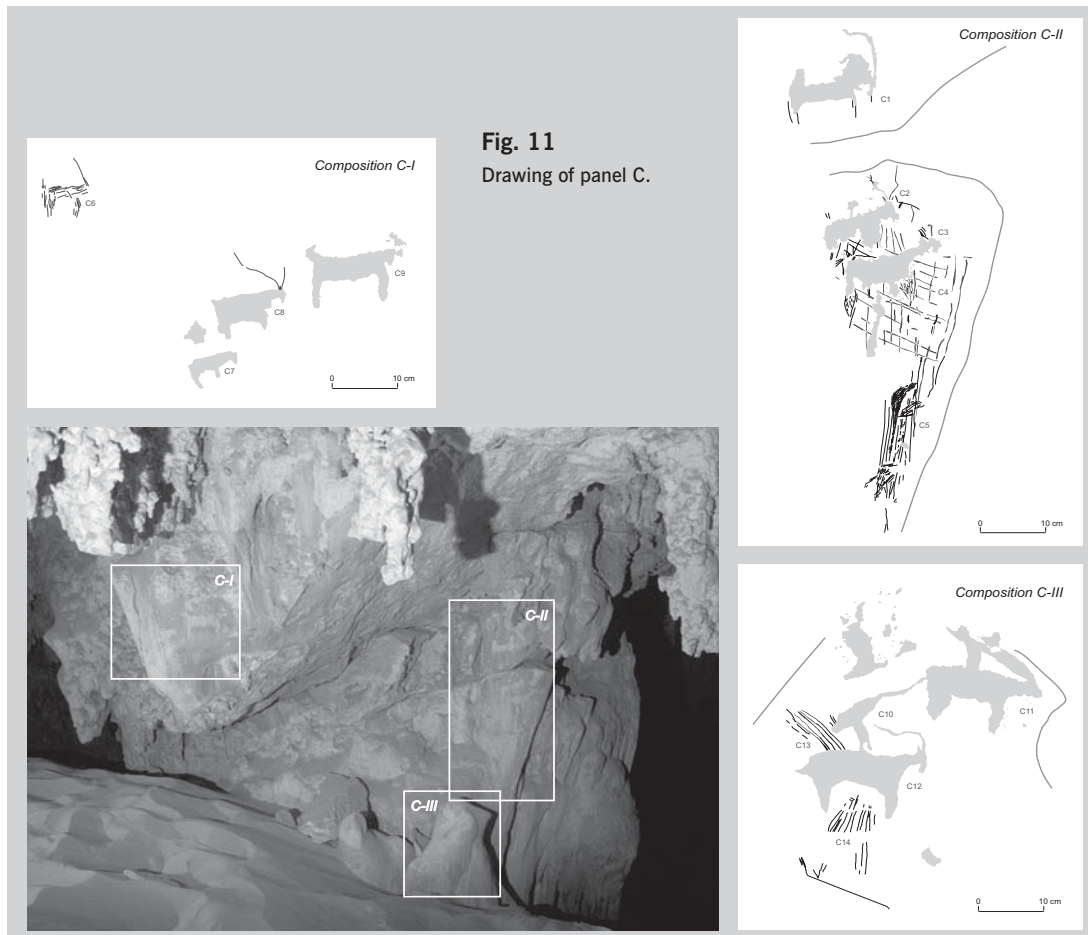 Fig. 11
Drawing of panel C.
Composition C-I
C6
C9
C8
C7
0 10 cm
C-I
C-II
C-III
Composition C-II
C1
C2
C3
C4
C5
0 10 cm
Composition C-III
C10
C11
C13
C12
C14
0 10 cm